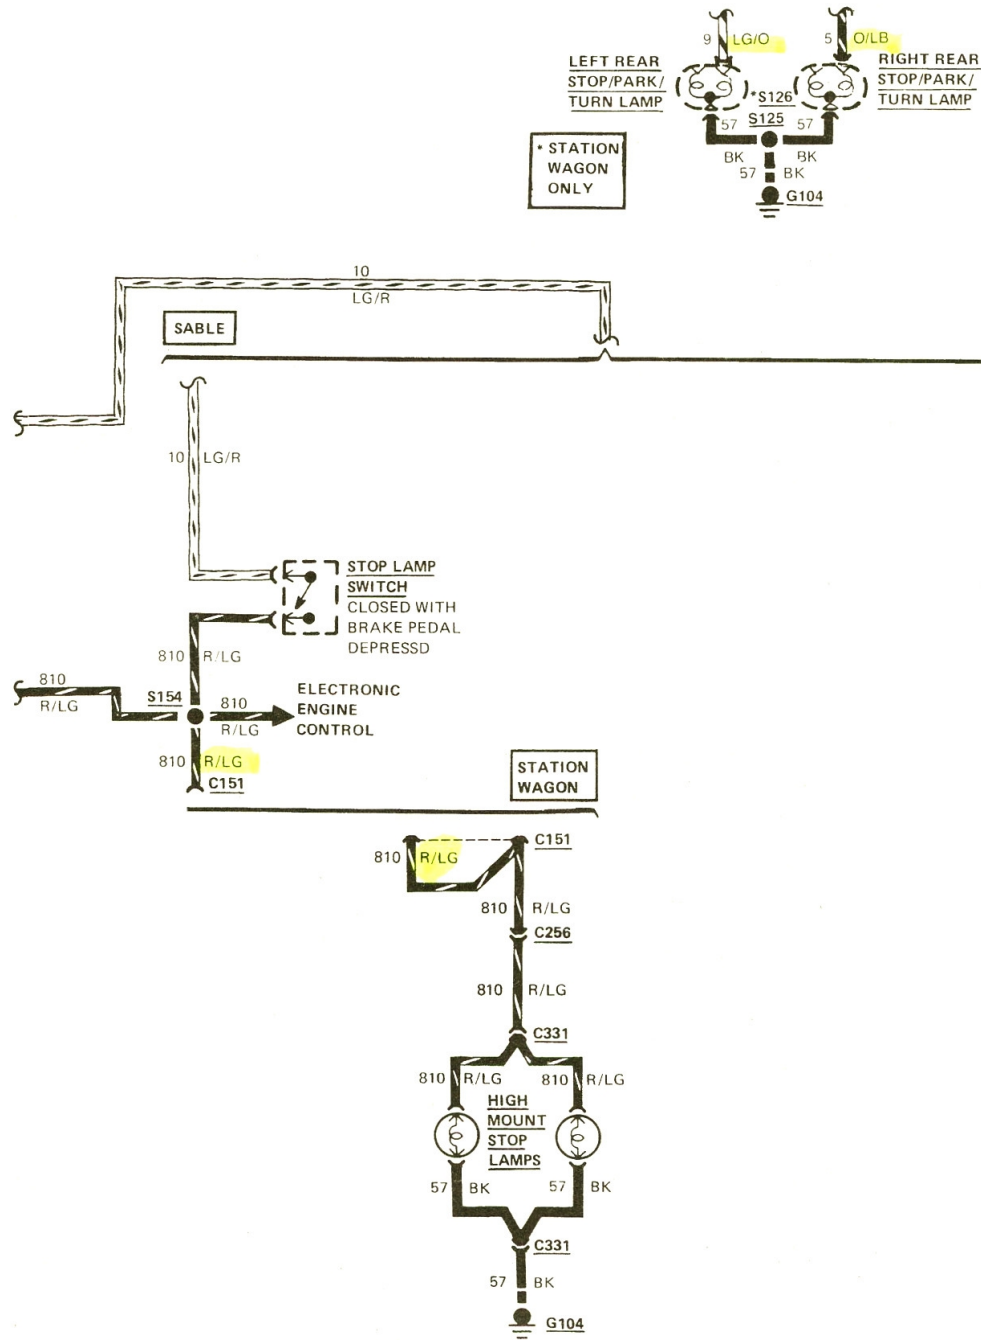 9 LG/O
5 O/LB
LEFT REAR
STOP/PARK/
TURN LAMP
RIGHT REAR
STOP/PARK/
TURN LAMP
*S126
S125
57
57
BK
BK
57 BK
G104
* STATION
WAGON
ONLY
10
LG/R
SABLE
10 LG/R
STOP LAMP
SWITCH
CLOSED WITH
BRAKE PEDAL
DEPRESSD
810 R/LG
810
R/LG
S154
810
R/LG
ELECTRONIC
ENGINE
CONTROL
810 R/LG
C151
STATION
WAGON
810 R/LG
C151
810 R/LG
C256
810 R/LG
C331
810 R/LG
810 R/LG
HIGH
MOUNT
STOP
LAMPS
57 BK
57 BK
C331
57 BK
G104